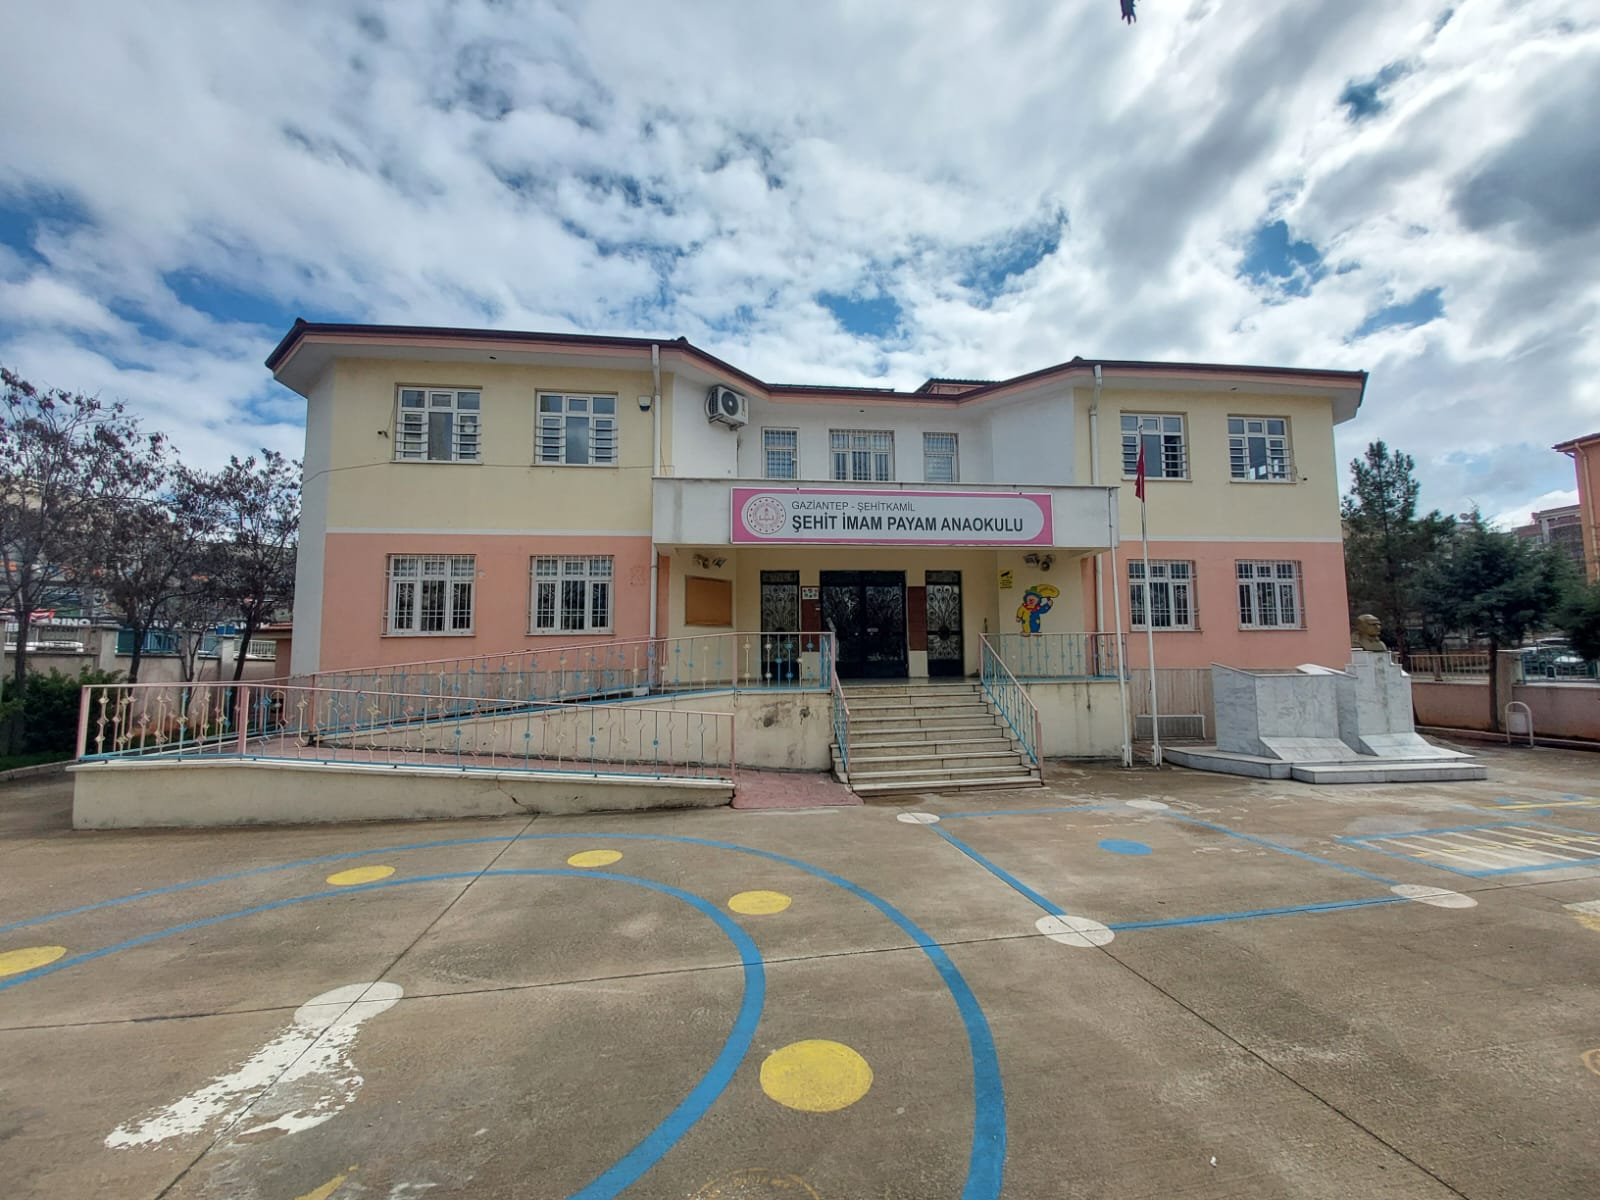 GAZİANTEP - ŞEHİTKAMİL
ŞEHİT İMAM PAYAM ANAOKULU